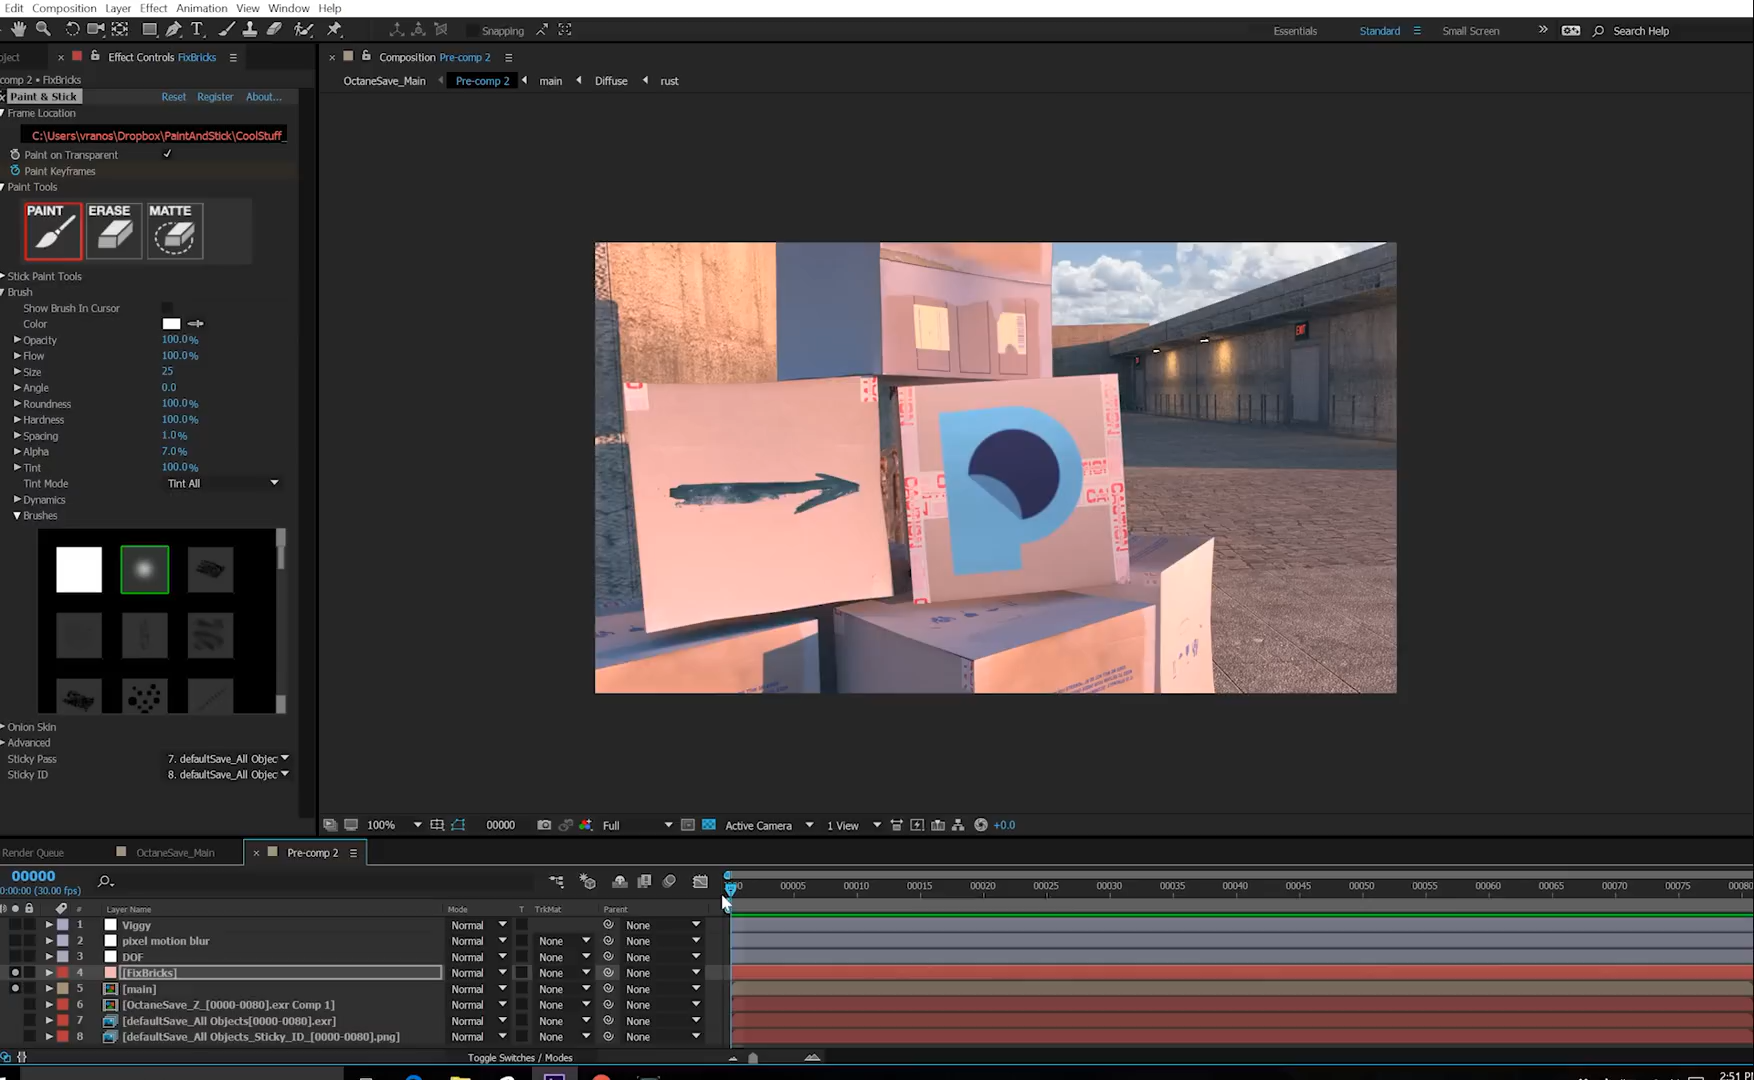 Edit Composition Layer Effect Animation View Window Help
T Snapping Essentials Standard Small Screen » Search Help
oject × Effect Controls FixBricks × Composition Pre-comp 2
OctaneSave_Main Pre-comp 2 main Diffuse rust
comp 2 • FixBricks
Paint & Stick Reset Register About...
Frame Location
C:\Users\vranos\Dropbox\PaintAndStick\CoolStuff_
Paint on Transparent
Paint Keyframes
Paint Tools
PAINT ERASE MATTE
Stick Paint Tools
Brush
Show Brush In Cursor
Color
Opacity 100.0%
Flow 100.0%
Size 25
Angle 0.0
Roundness 100.0%
Hardness 100.0%
Spacing 1.0%
Alpha 7.0%
Tint 100.0%
Tint Mode Tint All
Dynamics
Brushes
EXIT
CAUTION
CAUTION
Onion Skin
Advanced
Sticky Pass 7. defaultSave_All Objec
Sticky ID 8. defaultSave_All Objec
100% 00000 Full Active Camera 1 View +0.0
Render Queue OctaneSave_Main × Pre-comp 2
00000
0:00:00 (30.00 fps)
00005 00010 00015 00020 00025 00030 00035 00040 00045 00050 00055 00060 00065 00070 00075 00080
# Layer Name Mode T TrkMat Parent
1 Viggy Normal None
2 pixel motion blur Normal None None
3 DOF Normal None None
4 [FixBricks] Normal None None
5 [main] Normal None None
6 [OctaneSave_Z_[0000-0080].exr Comp 1] Normal None None
7 [defaultSave_All Objects[0000-0080].exr] Normal None None
8 [defaultSave_All Objects_Sticky_ID_[0000-0080].png] Normal None None
Toggle Switches / Modes
2:51 PM